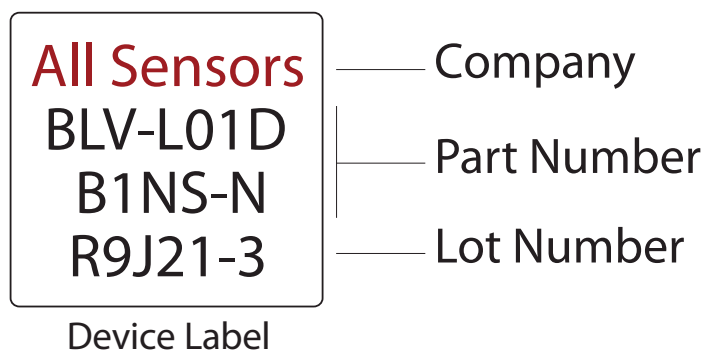 All Sensors
BLV-L01D
B1NS-N
R9J21-3
Company
Part Number
Lot Number
Device Label